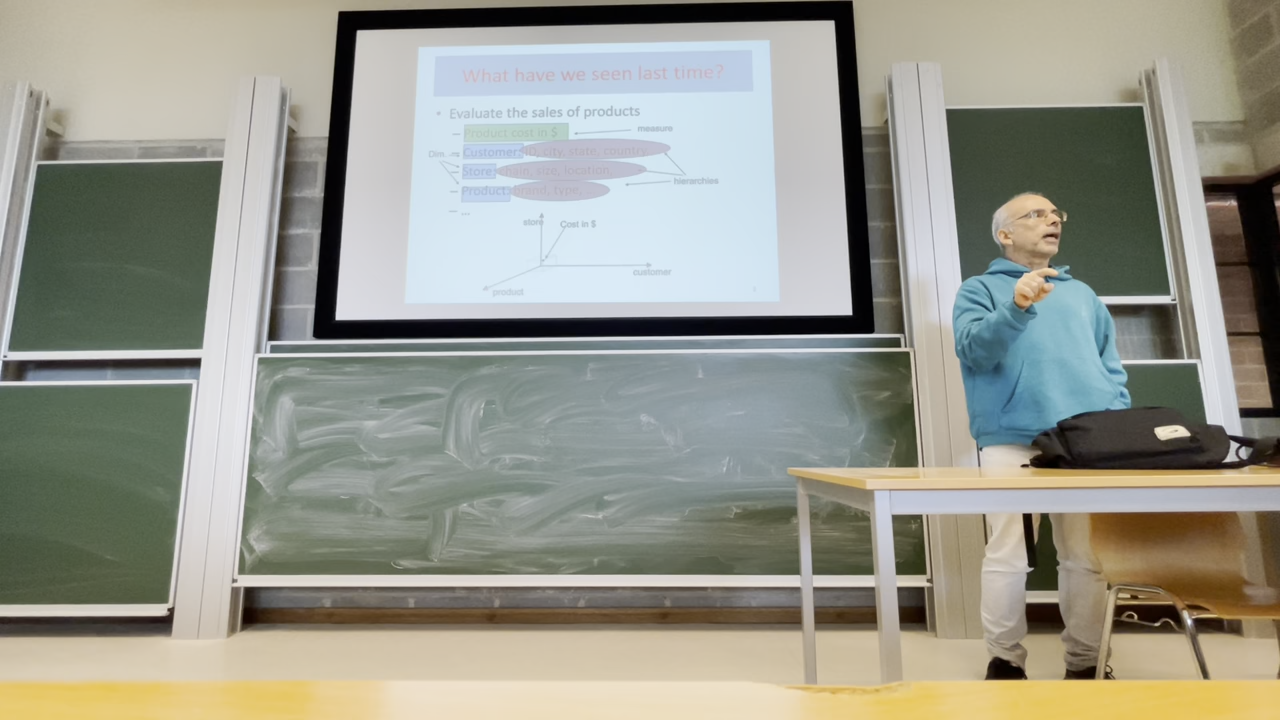 What have we seen last time?
• Evaluate the sales of products
– Product cost in $
measure
– Customer: ID, city, state, country,
– Store: chain, size, location,
hierarchies
– Product: brand, type,
– ...
store
Cost in $
customer
product